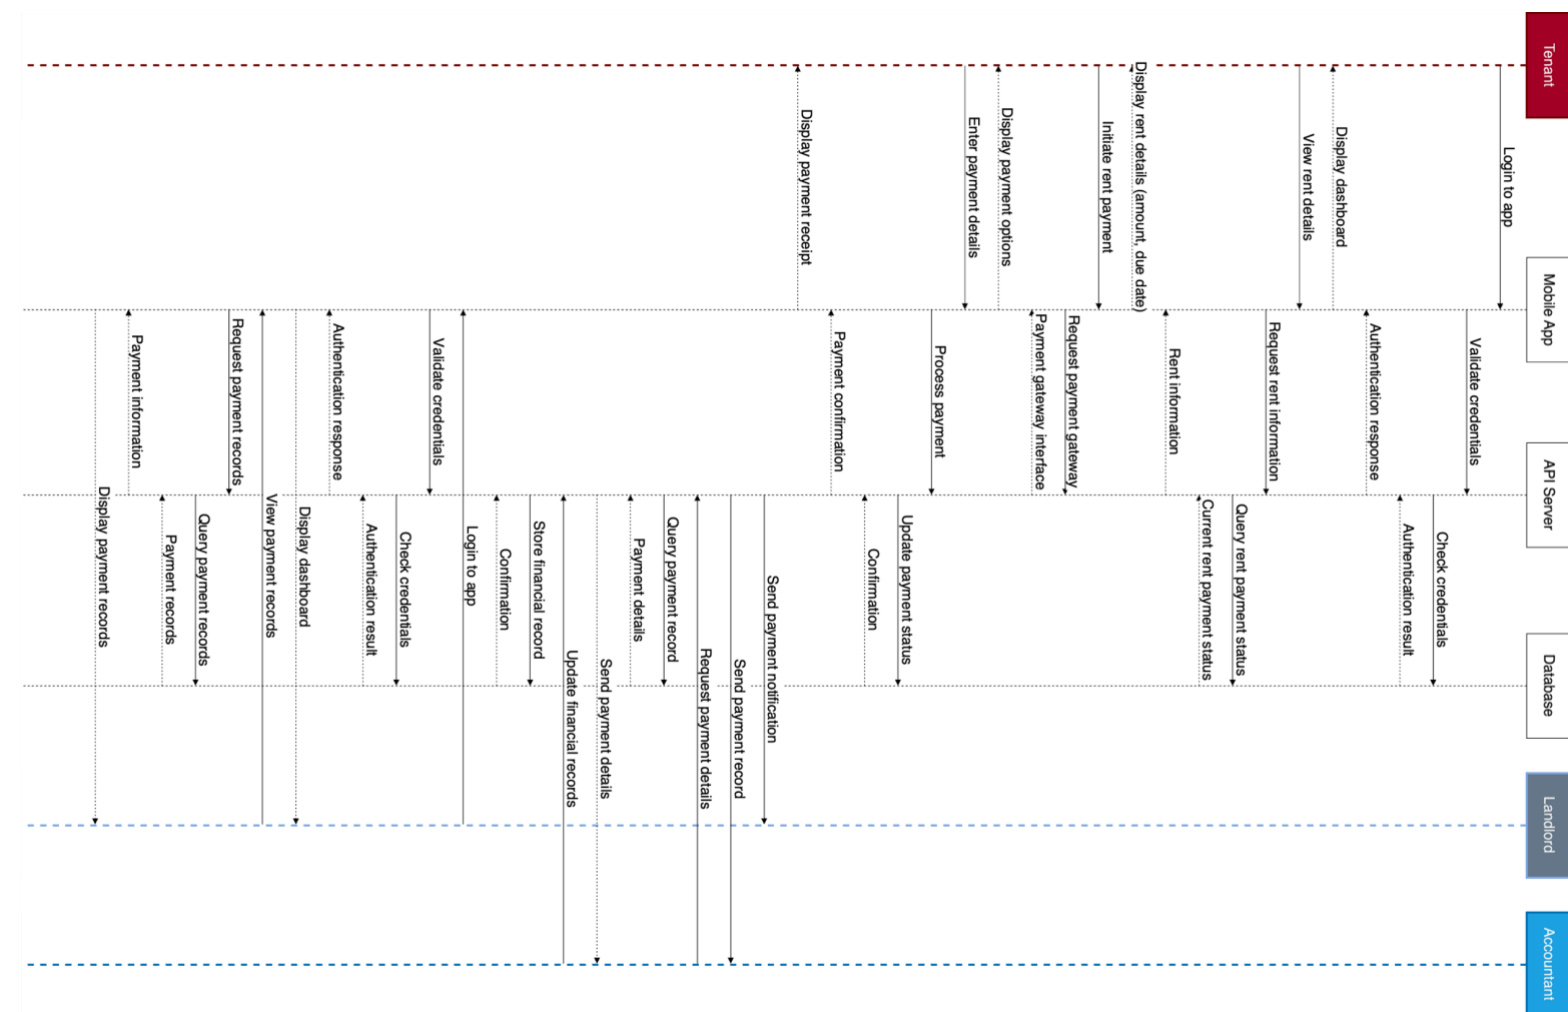 Tenant
Mobile App
API Server
Database
Landlord
Accountant
Login to app
Validate credentials
Check credentials
Authentication result
Authentication response
Display dashboard
View rent details
Request rent information
Query rent payment status
Current rent payment status
Rent information
Display rent details (amount, due date)
Initiate rent payment
Request payment gateway
Payment gateway interface
Display payment options
Enter payment details
Process payment
Update payment status
Confirmation
Payment confirmation
Display payment receipt
Send payment notification
Send payment record
Request payment details
Query payment record
Payment details
Send payment details
Update financial records
Store financial record
Confirmation
Login to app
Validate credentials
Check credentials
Authentication result
Authentication response
Display dashboard
View payment records
Request payment records
Query payment records
Payment records
Payment information
Display payment records